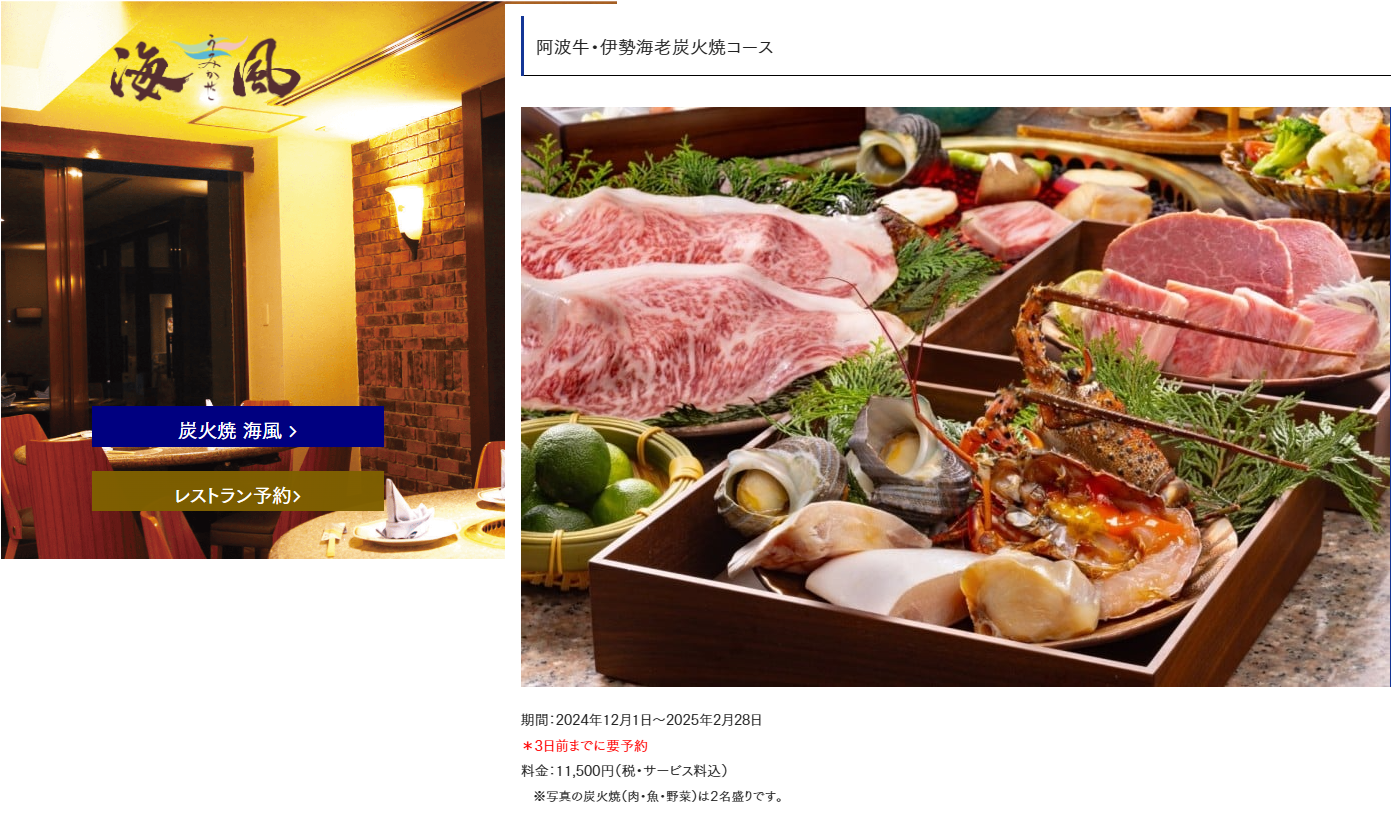 海風
うみかぜ
炭火焼 海風 ›
レストラン予約›
阿波牛・伊勢海老炭火焼コース
期間：2024年12月1日～2025年2月28日
＊3日前までに要予約
料金：11,500円（税・サービス料込）
※写真の炭火焼（肉・魚・野菜）は2名盛りです。